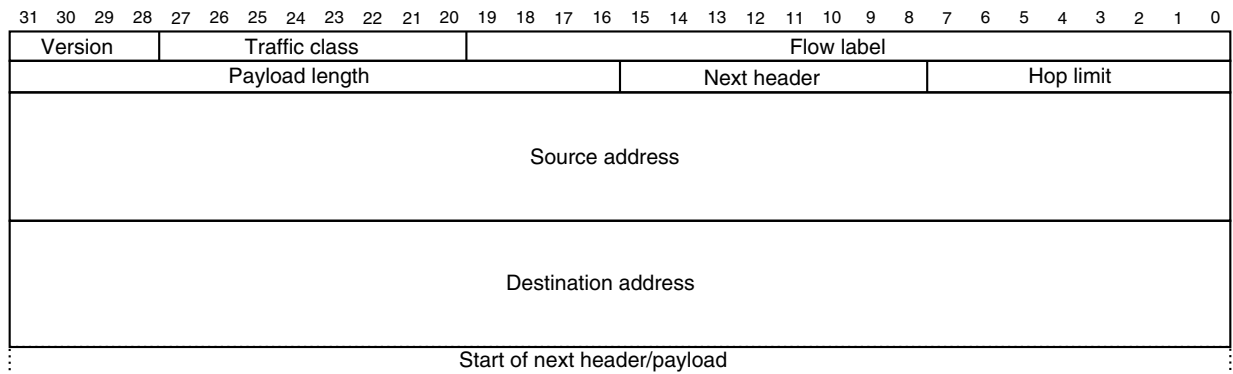 31 30 29 28 27 26 25 24 23 22 21 20 19 18 17 16 15 14 13 12 11 10 9 8 7 6 5 4 3 2 1 0
Version Traffic class Flow label
Payload length Next header Hop limit
Source address
Destination address
Start of next header/payload